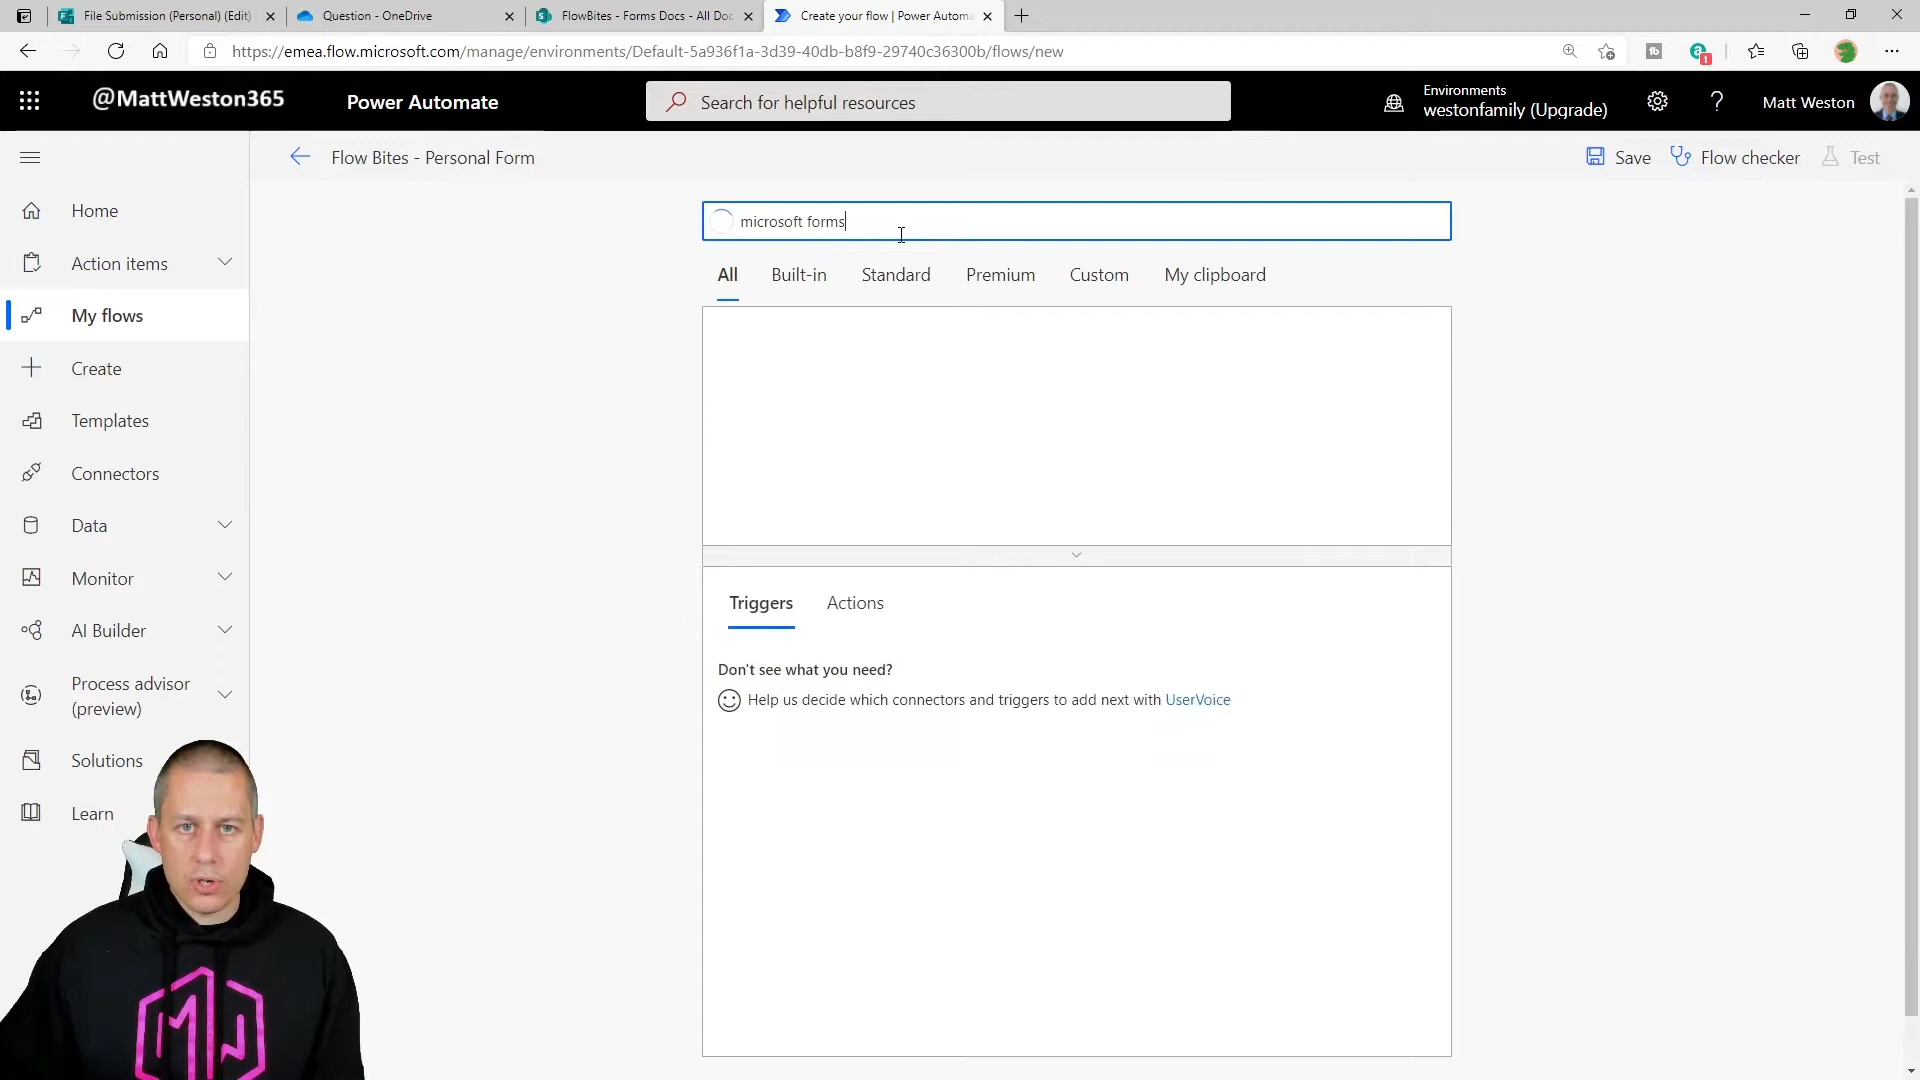 File Submission (Personal) (Edit)
Question - OneDrive
FlowBites - Forms Docs - All Doc
Create your flow | Power Automa
https://emea.flow.microsoft.com/manage/environments/Default-5a936f1a-3d39-40db-b8f9-29740c36300b/flows/new
1
@MattWeston365
Power Automate
Search for helpful resources
Environments
westonfamily (Upgrade)
?
Matt Weston
Flow Bites - Personal Form
Save
Flow checker
Test
Home
Action items
My flows
Create
Templates
Connectors
Data
Monitor
AI Builder
Process advisor
(preview)
Solutions
Learn
microsoft forms
All
Built-in
Standard
Premium
Custom
My clipboard
Triggers
Actions
Don't see what you need?
Help us decide which connectors and triggers to add next with UserVoice